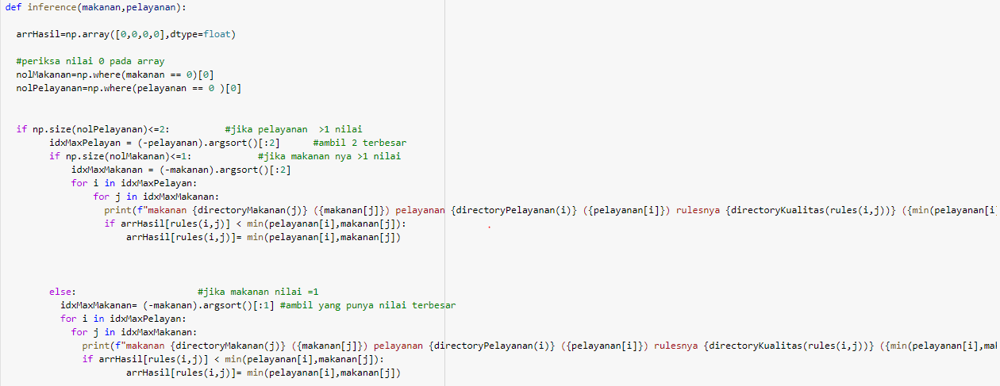 def inference(makanan,pelayanan):
arrHasil=np.array([0,0,0,0],dtype=float)
#periksa nilai 0 pada array
nolMakanan=np.where(makanan == 0)[0]
nolPelayanan=np.where(pelayanan == 0 )[0]
if np.size(nolPelayanan)<=2: #jika pelayanan >1 nilai
idxMaxPelayan = (-pelayanan).argsort()[:2] #ambil 2 terbesar
if np.size(nolMakanan)<=1: #jika makanan nya >1 nilai
idxMaxMakanan = (-makanan).argsort()[:2]
for i in idxMaxPelayan:
for j in idxMaxMakanan:
print(f"makanan {directoryMakanan(j)} ({makanan[j]}) pelayanan {directoryPelayanan(i)} ({pelayanan[i]}) rulesnya {directoryKualitas(rules(i,j))} ({min(pelayanan[i
if arrHasil[rules(i,j)] < min(pelayanan[i],makanan[j]):
arrHasil[rules(i,j)]= min(pelayanan[i],makanan[j])
else: #jika makanan nilai =1
idxMaxMakanan= (-makanan).argsort()[:1] #ambil yang punya nilai terbesar
for i in idxMaxPelayan:
for j in idxMaxMakanan:
print(f"makanan {directoryMakanan(j)} ({makanan[j]}) pelayanan {directoryPelayanan(i)} ({pelayanan[i]}) rulesnya {directoryKualitas(rules(i,j))} ({min(pelayanan[i],mak
if arrHasil[rules(i,j)] < min(pelayanan[i],makanan[j]):
arrHasil[rules(i,j)]= min(pelayanan[i],makanan[j])